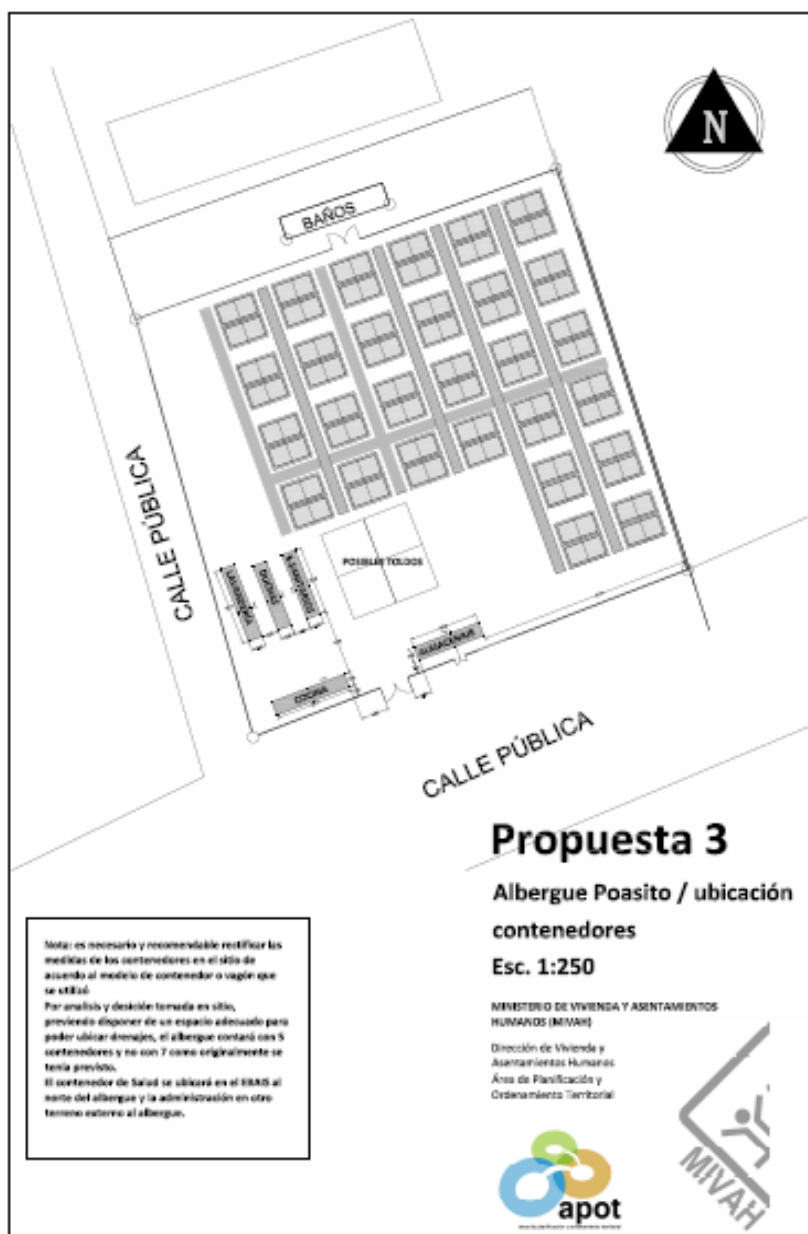 N
BAÑOS
CALLE PÚBLICA
POSIBLES TOLDOS
ALMACENAJE
COCINA
CALLE PÚBLICA
Propuesta 3
Albergue Poasito / ubicación
contenedores
Esc. 1:250
Nota: es necesario y recomendable rectificar las
medidas de los contenedores en el sitio de
acuerdo al modelo de contenedor o vagón que
se utilizó
Por analisis y desición tomada en sitio,
previendo disponer de un espacio adecuado para
poder ubicar drenajes, el albergue contará con 5
contenedores y no con 7 como originalmente se
tenía previsto.
El contenedor de Salud se ubicará en el EBAIS al
norte del albergue y la administración en otro
terreno externo al albergue.
MINISTERIO DE VIVIENDA Y ASENTAMIENTOS
HUMANOS (MIVAH)
Dirección de Vivienda y
Asentamientos Humanos
Área de Planificación y
Ordenamiento Territorial
apot
MIVAH